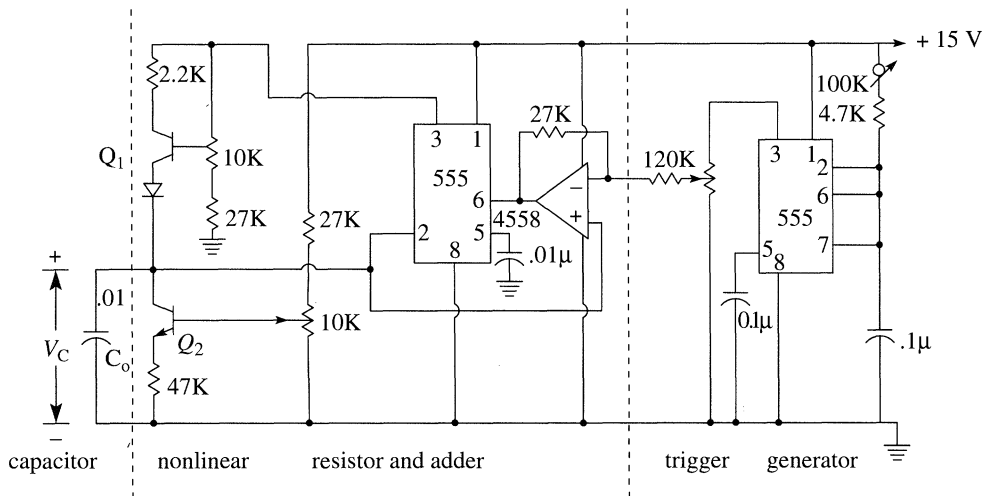 + 15 V
2.2K
Q1
10K
27K
27K
10K
3 1
555
6
2 5
8
27K
4558
−
+
.01μ
120K
100K
4.7K
3 1
2
6
555
5 7
8
0.1μ
.1μ
+
VC
−
.01
Co
Q2
47K
capacitor nonlinear resistor and adder trigger generator